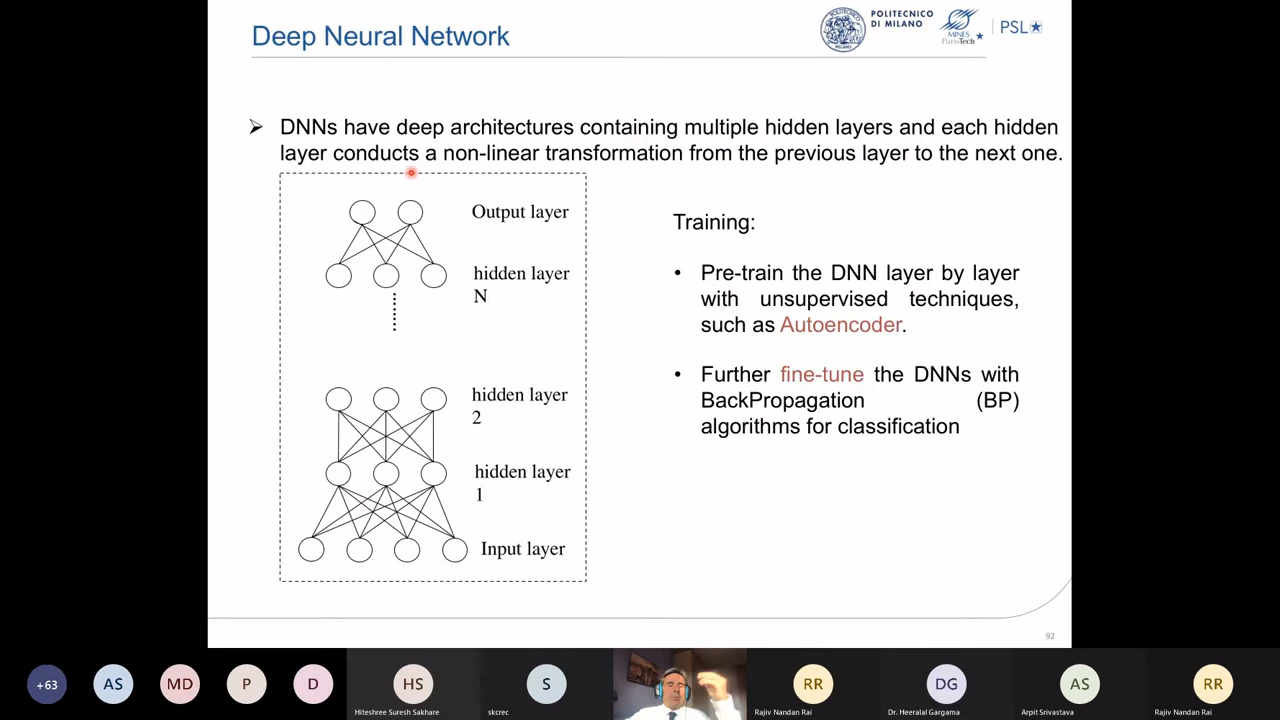 Deep Neural Network
POLITECNICO
DI MILANO
MINES
ParisTech
PSL
➢ DNNs have deep architectures containing multiple hidden layers and each hidden
layer conducts a non-linear transformation from the previous layer to the next one.
Output layer
hidden layer
N
hidden layer
2
hidden layer
1
Input layer
Training:
• Pre-train the DNN layer by layer
with unsupervised techniques,
such as Autoencoder.
• Further fine-tune the DNNs with
BackPropagation (BP)
algorithms for classification
92
+63
AS
MD
P
D
HS
Hiteshree Suresh Sakhare
S
skcrec
RR
Rajiv Nandan Rai
DG
Dr. Heeralal Gargama
AS
Arpit Srivastava
RR
Rajiv Nandan Rai